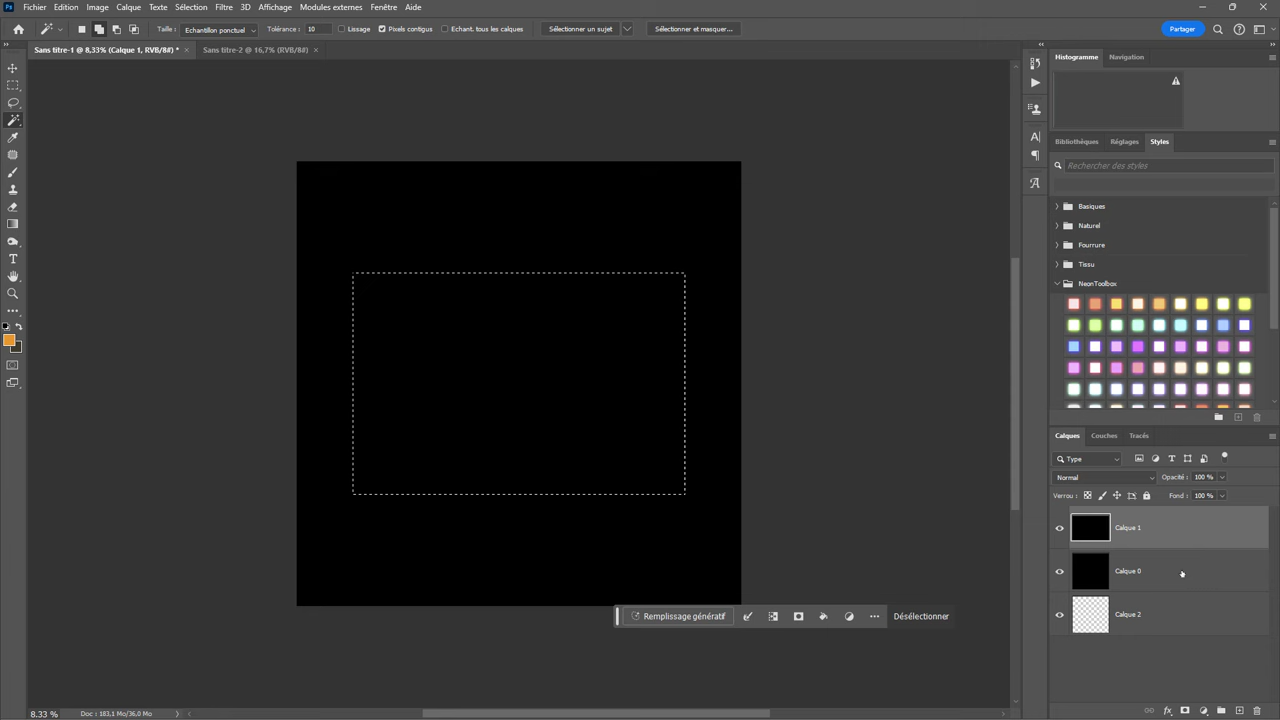 Ps Fichier Edition Image Calque Texte Sélection Filtre 3D Affichage Modules externes Fenêtre Aide
Taille : Echantillon ponctuel Tolérance : 10 Lissage Pixels contigus Echant. tous les calques Sélectionner un sujet Sélectionner et masquer... Partager
Sans titre-1 @ 8,33% (Calque 1, RVB/8#) * × Sans titre-2 @ 16,7% (RVB/8#) ×
Histogramme Navigation
Bibliothèques Réglages Styles
Rechercher des styles
Basiques
Naturel
Fourrure
Tissu
NeonToolbox
Calques Couches Tracés
Type
Normal Opacité : 100 %
Verrou : Fond : 100 %
Calque 1
Calque 0
Calque 2
Remplissage génératif Désélectionner
8.33 % Doc : 183,1 Mo/36,0 Mo